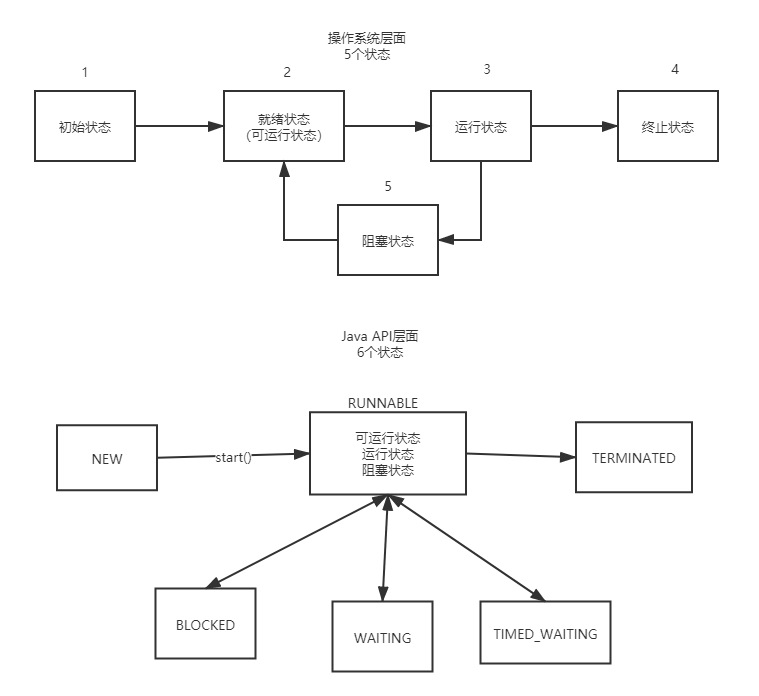 操作系统层面
5个状态
1
2
3
4
初始状态
就绪状态
(可运行状态)
运行状态
终止状态
5
阻塞状态
Java API层面
6个状态
RUNNABLE
NEW
start()
可运行状态
运行状态
阻塞状态
TERMINATED
BLOCKED
WAITING
TIMED_WAITING